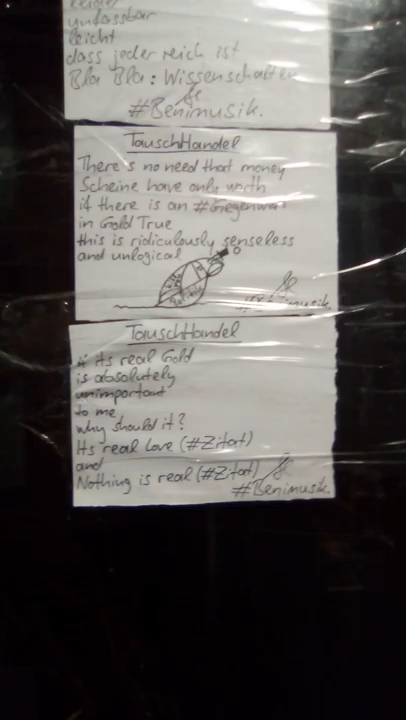 leider
unfassbar
leicht
dass jeder reich ist
Bla Bla: Wissenschaften
#Benimusik.
TauschHandel
There's no need that money
Scheine have only worth
if there is an #Gegenwert
in Gold True
this is ridiculously senseless
and unlogical
#Benimusik.
TauschHandel
if its real Gold
is absolutely
unimportant
to me
why should it?
Its real Love (#Zitat)
and
Nothing is real (#Zitat)
#Benimusik.